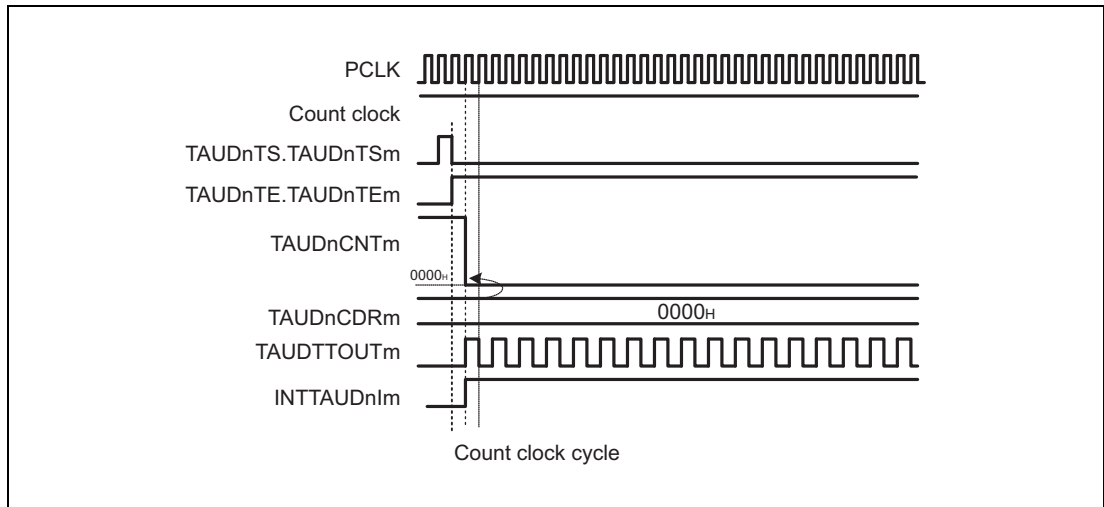 PCLK
Count clock
TAUDnTS.TAUDnTSm
TAUDnTE.TAUDnTEm
TAUDnCNTm
0000H
TAUDnCDRm
0000H
TAUDTTOUTm
INTTAUDnIm
Count clock cycle